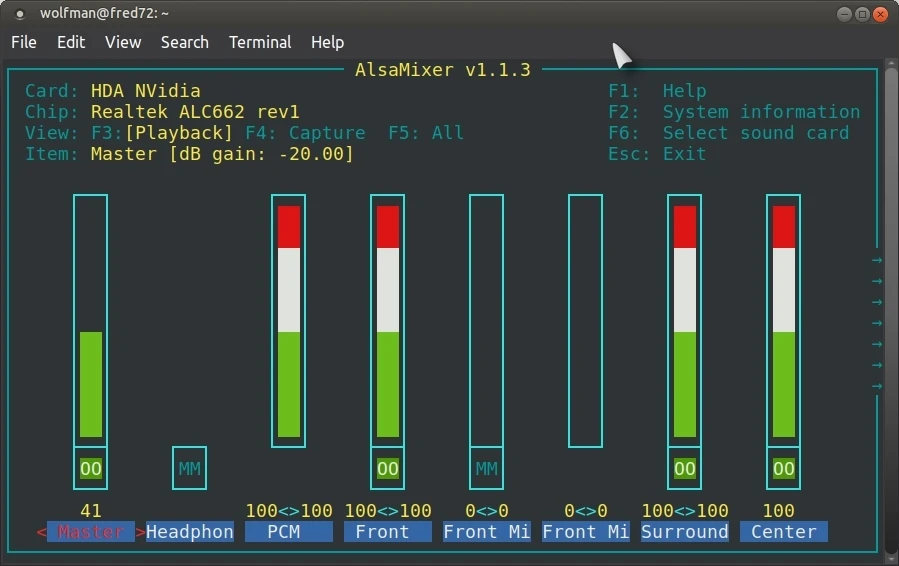 wolfman@fred72: ~
File Edit View Search Terminal Help
AlsaMixer v1.1.3
Card: HDA NVidia F1: Help
Chip: Realtek ALC662 rev1 F2: System information
View: F3:[Playback] F4: Capture F5: All F6: Select sound card
Item: Master [dB gain: -20.00] Esc: Exit
→
→
→
→
→
→
→
OO MM OO MM OO OO
41 100<>100 100<>100 0<>0 0<>0 100<>100 100
< Master >Headphon PCM Front Front Mi Front Mi Surround Center